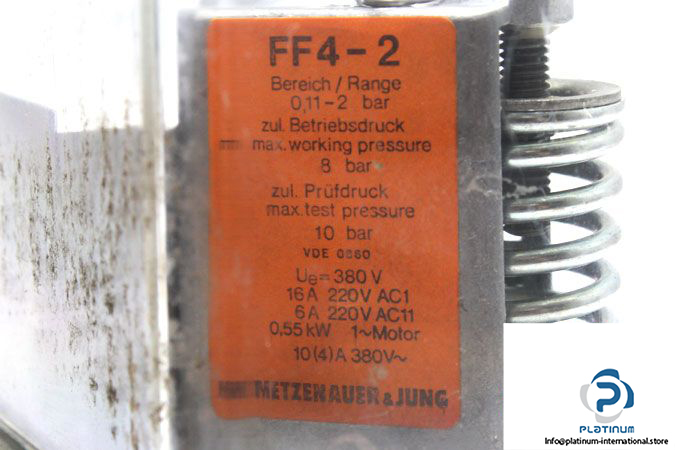 FF4-2
Bereich / Range
0,11-2 bar
zul. Betriebsdruck
max. working pressure
8 bar
zul. Prüfdruck
max. test pressure
10 bar
VDE 0660
Ue= 380 V
16 A 220V AC1
6 A 220V AC11
0,55 kW 1~Motor
10(4)A 380V~
METZENAUER & JUNG
PLATINUM
info@platinum-international.store